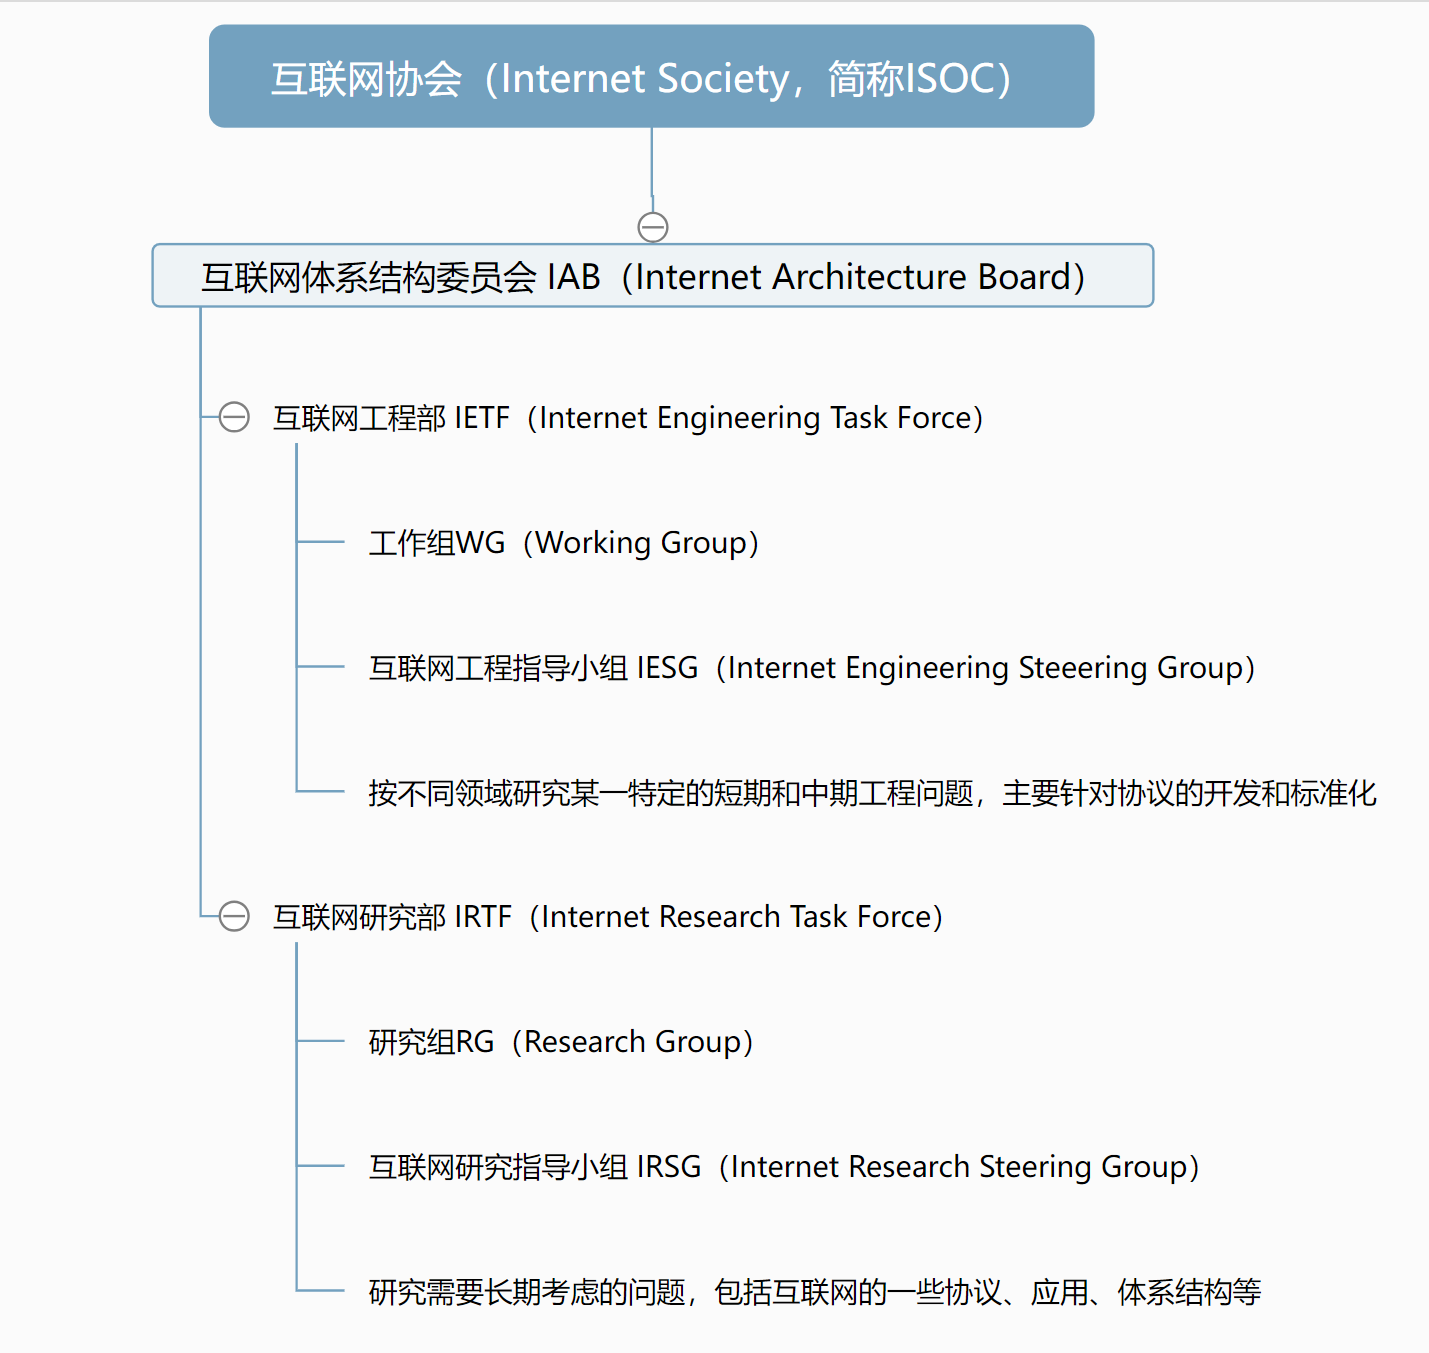 互联网协会（Internet Society，简称ISOC）
互联网体系结构委员会 IAB（Internet Architecture Board）
互联网工程部 IETF（Internet Engineering Task Force）
工作组WG（Working Group）
互联网工程指导小组 IESG（Internet Engineering Steeering Group）
按不同领域研究某一特定的短期和中期工程问题，主要针对协议的开发和标准化
互联网研究部 IRTF（Internet Research Task Force）
研究组RG（Research Group）
互联网研究指导小组 IRSG（Internet Research Steering Group）
研究需要长期考虑的问题，包括互联网的一些协议、应用、体系结构等